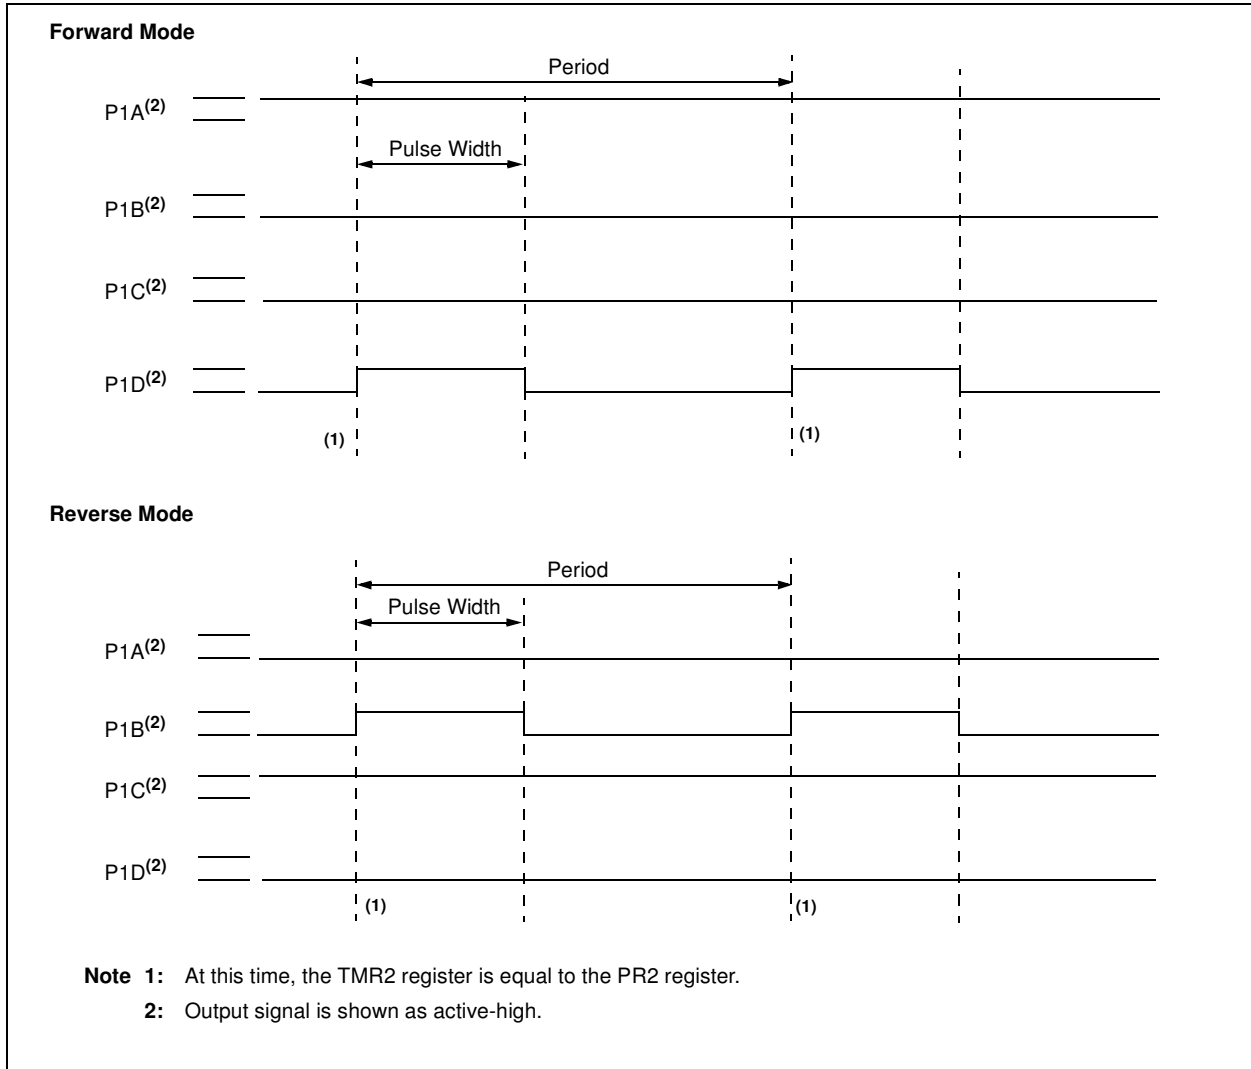 Forward Mode
Period
P1A(2)
Pulse Width
P1B(2)
P1C(2)
P1D(2)
(1)
(1)
Reverse Mode
Period
Pulse Width
P1A(2)
P1B(2)
P1C(2)
P1D(2)
(1)
(1)
Note 1: At this time, the TMR2 register is equal to the PR2 register.
2: Output signal is shown as active-high.